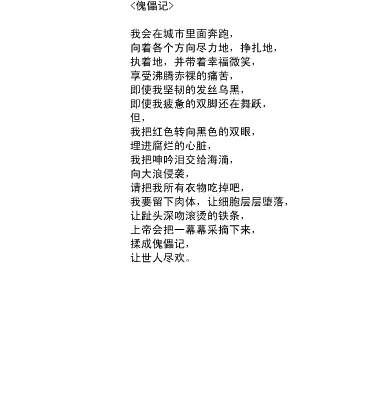 <傀儡记>
我会在城市里面奔跑，
向着各个方向尽力地，挣扎地，
执着地，并带着幸福微笑，
享受沸腾赤裸的痛苦，
即使我坚韧的发丝乌黑，
即使我疲惫的双脚还在舞跃，
但，
我把红色转向黑色的双眼，
埋进腐烂的心脏，
我把呻吟泪交给海浦，
向大浪侵袭，
请把我所有衣物吃掉吧，
我要留下肉体，让细胞层层堕落，
让趾头深吻滚烫的铁条，
上帝会把一幕幕采摘下来，
揉成傀儡记，
让世人尽欢。